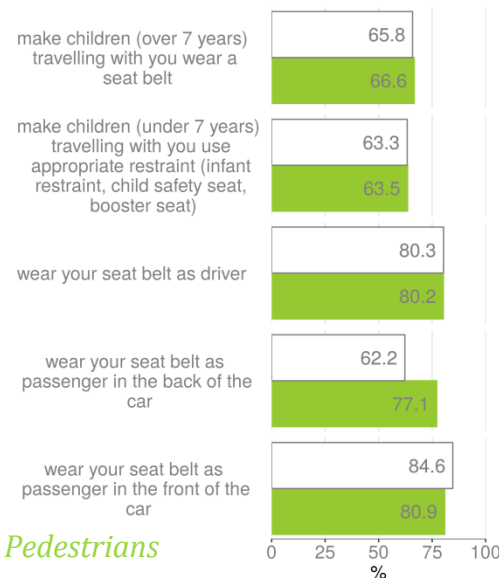 make children (over 7 years)
travelling with you wear a
seat belt
65.8
66.6
make children (under 7 years)
travelling with you use
appropriate restraint (infant
restraint, child safety seat,
booster seat)
63.3
63.5
wear your seat belt as driver
80.3
80.2
wear your seat belt as
passenger in the back of the
car
62.2
77.1
wear your seat belt as
passenger in the front of the
car
84.6
80.9
Pedestrians
0 25 50 75 100
%